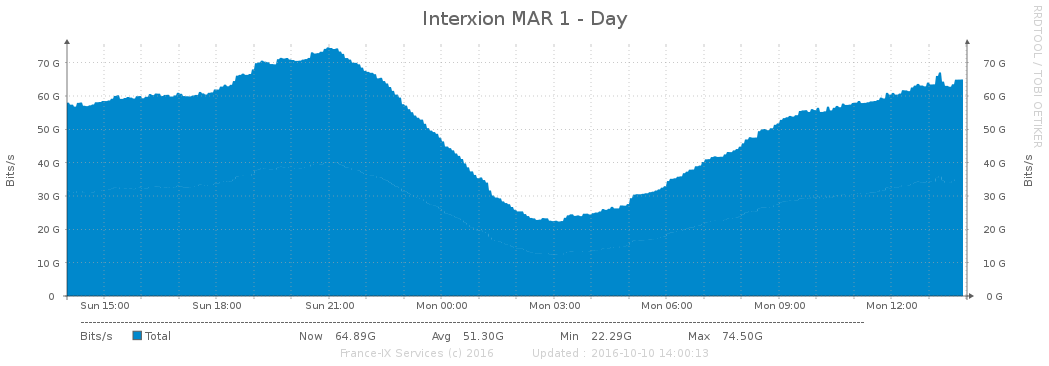 Interxion MAR 1 - Day
RRDTOOL / TOBI OETIKER
Bits/s
70 G 70 G
60 G 60 G
50 G 50 G
40 G 40 G
30 G 30 G
20 G 20 G
10 G 10 G
0 0 G
Bits/s
Sun 15:00 Sun 18:00 Sun 21:00 Mon 00:00 Mon 03:00 Mon 06:00 Mon 09:00 Mon 12:00
Bits/s Total Now 64.89G Avg 51.30G Min 22.29G Max 74.50G
France-IX Services (c) 2016 Updated : 2016-10-10 14:00:13